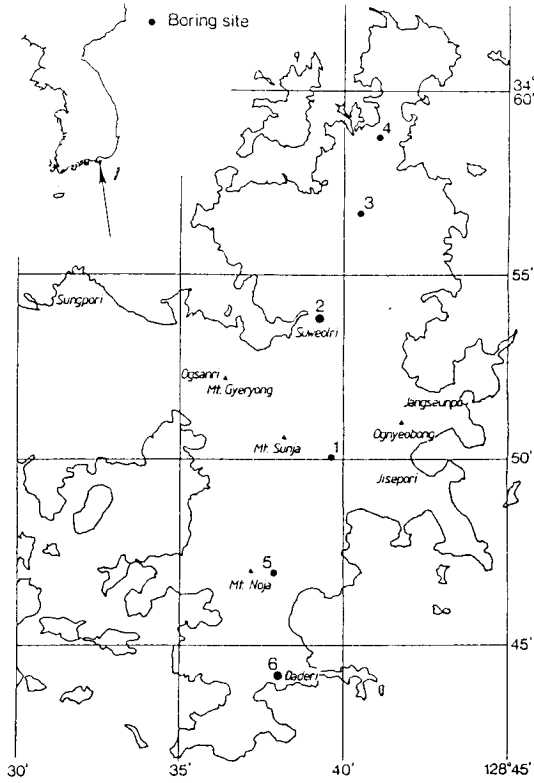 Boring site
34°
60'
4
3
55'
Sungpori
2
Suweolri
Ogsanri
Mt. Gyeryong
Jangseungpo
Ognyeobong
Mt. Sunja
1
50'
Jisepori
5
Mt. Noja
45'
6
Daderi
30'
35'
40'
128°45'